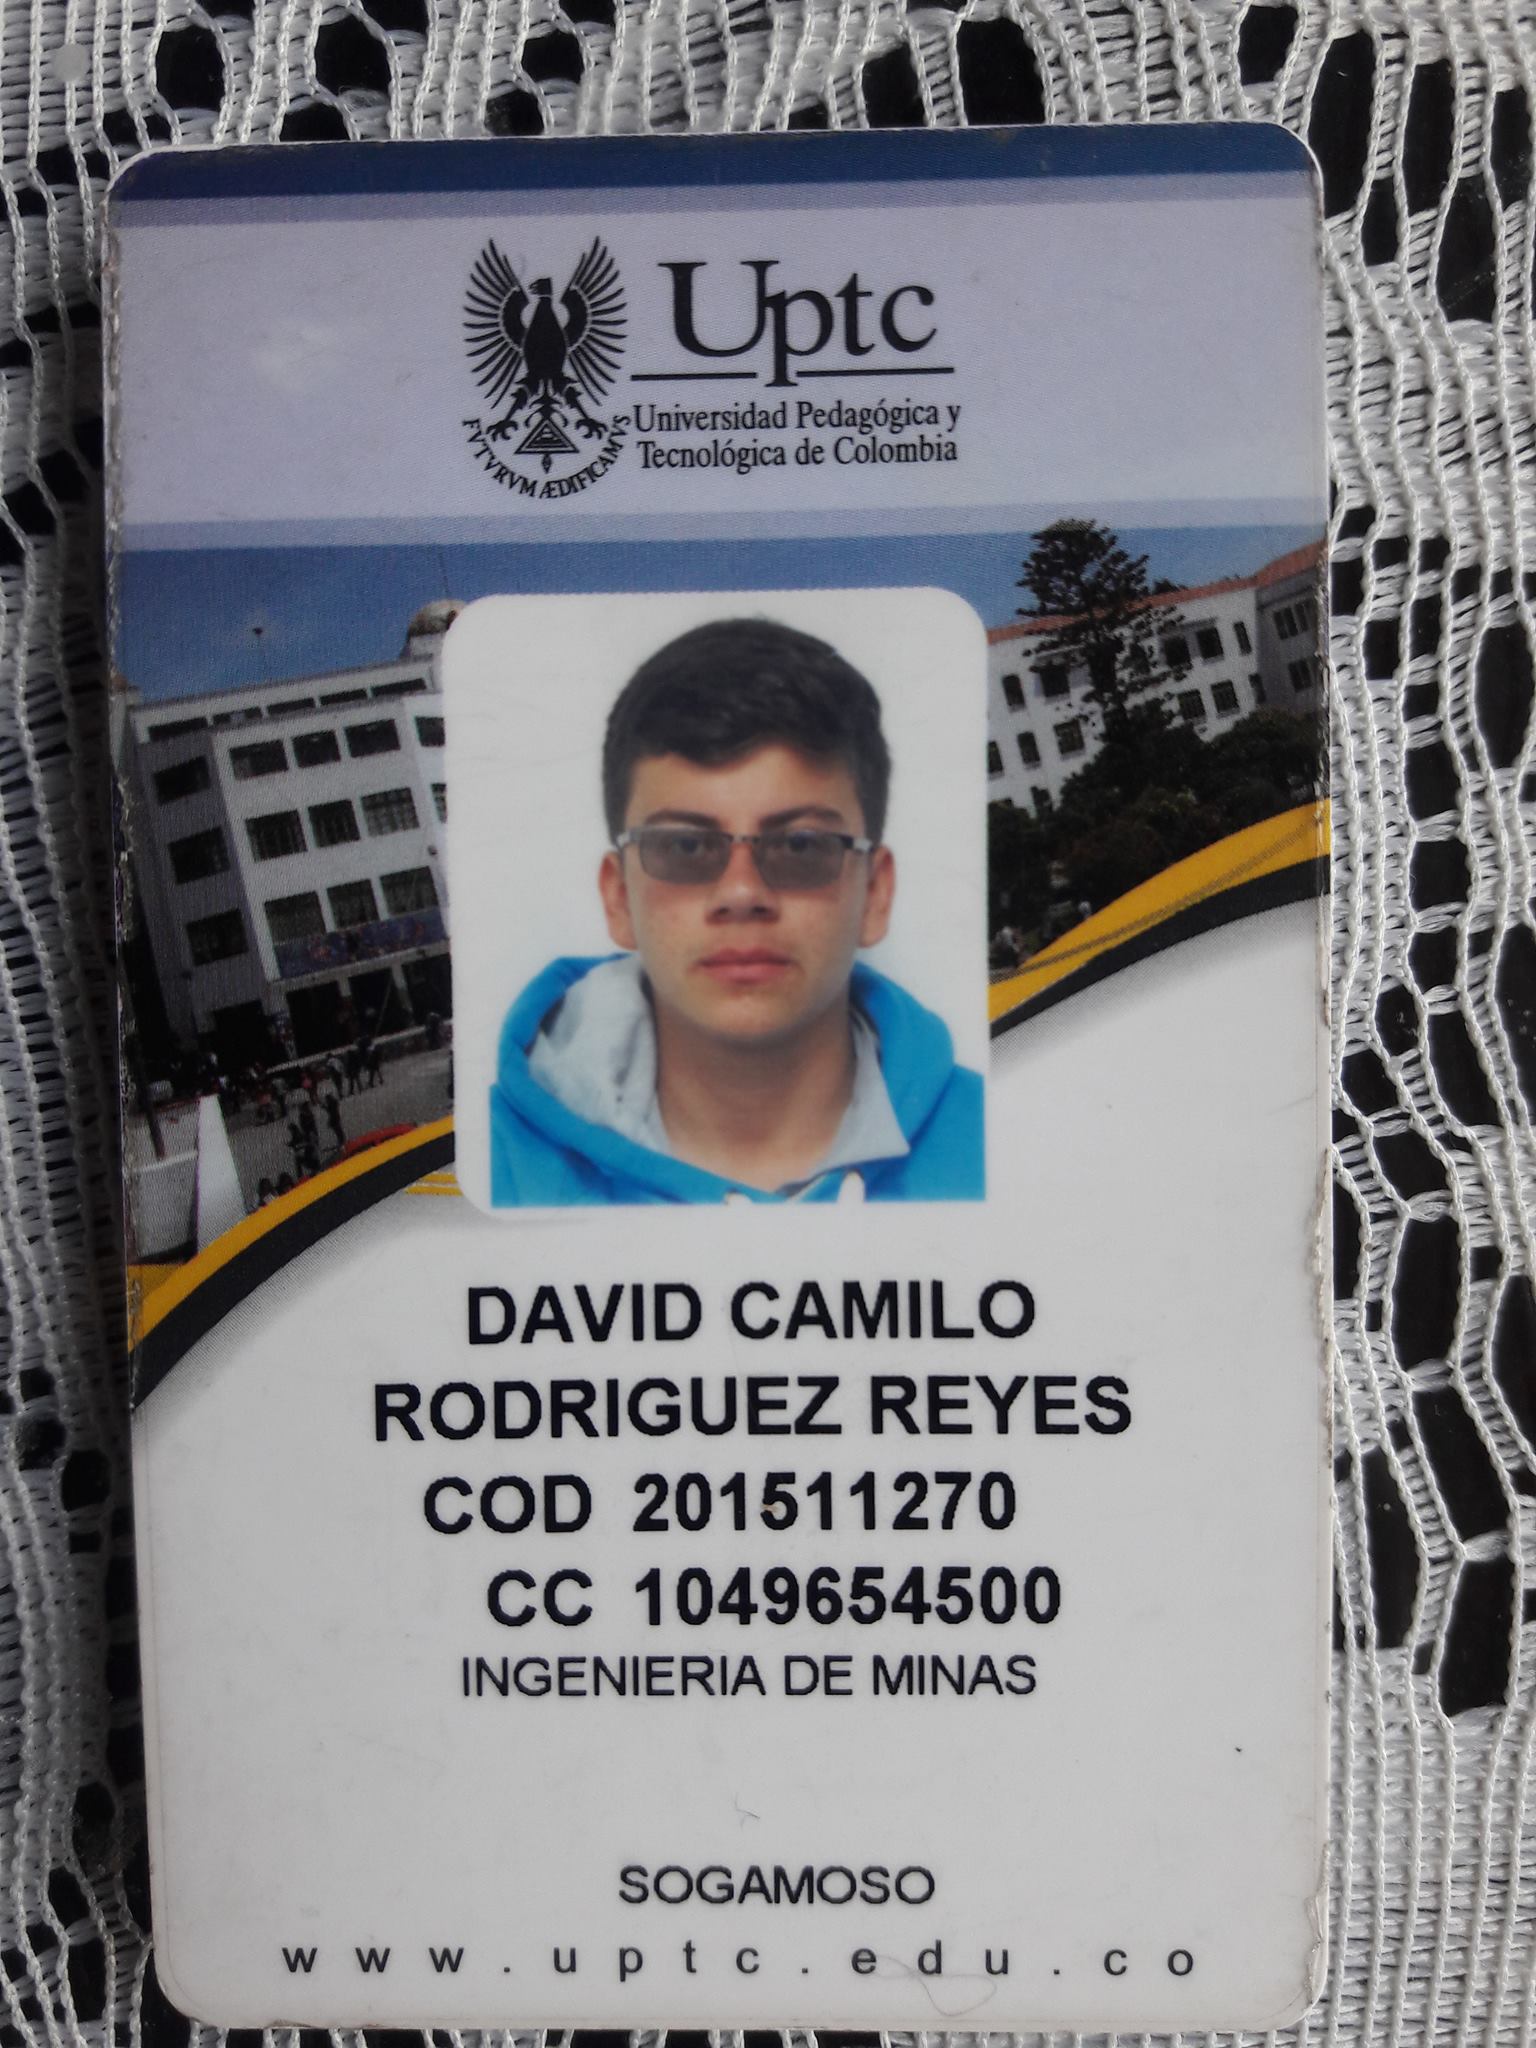 Uptc
Universidad Pedagógica y
Tecnológica de Colombia
FVTVRVM ÆDIFICAMVS
DAVID CAMILO
RODRIGUEZ REYES
COD 201511270
CC 1049654500
INGENIERIA DE MINAS
SOGAMOSO
www.uptc.edu.co